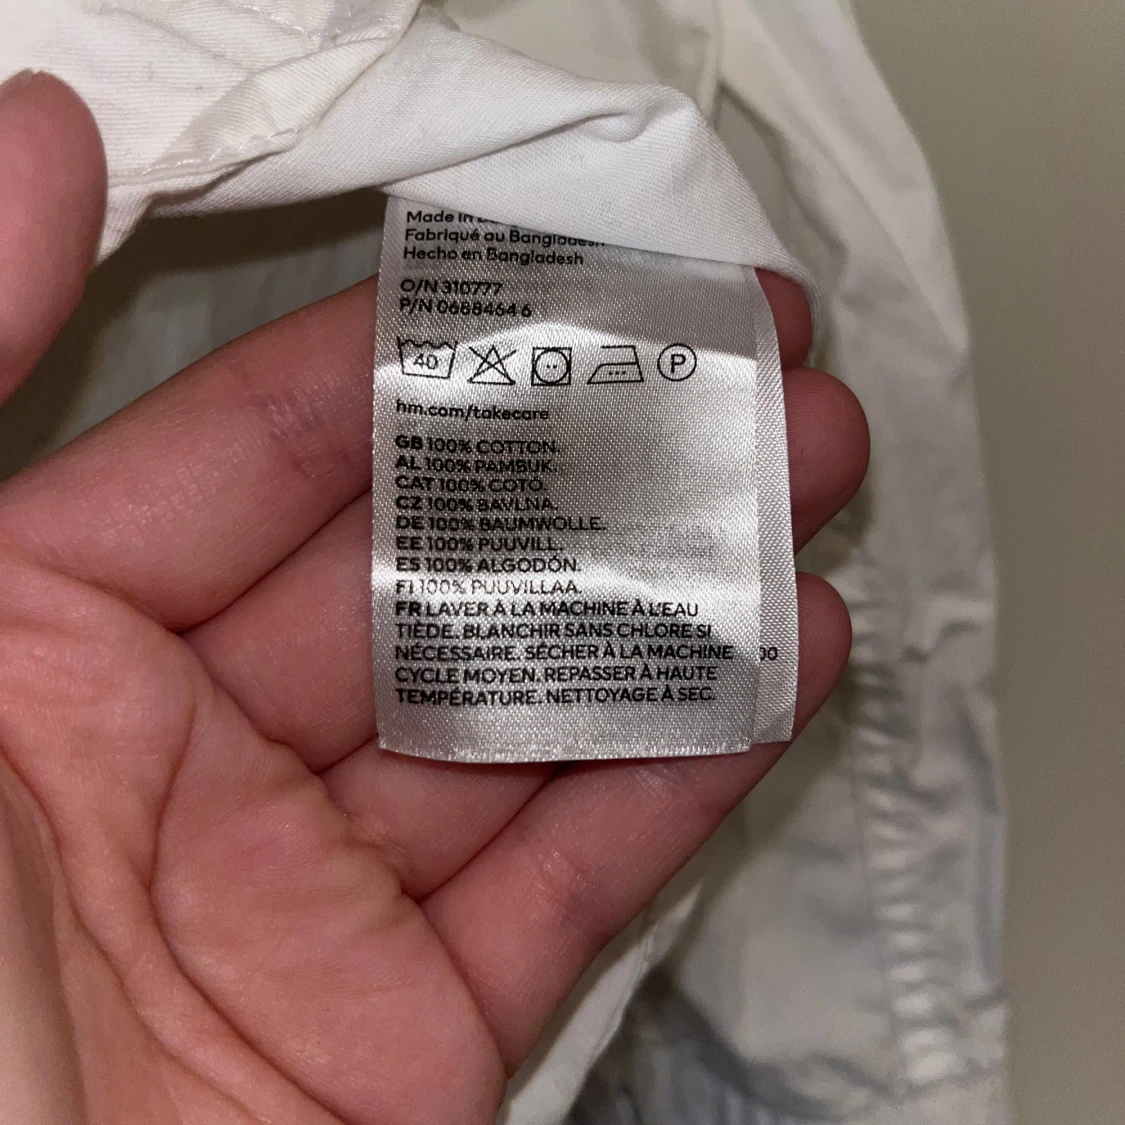 Made in
Fabriqué au Bangladesh
Hecho en Bangladesh
O/N 310777
P/N 0688464 6
40
P
hm.com/takecare
GB 100% COTTON.
AL 100% PAMBUK.
CAT 100% COTÓ.
CZ 100% BAVLNA.
DE 100% BAUMWOLLE.
EE 100% PUUVILL.
ES 100% ALGODÓN.
FI 100% PUUVILLAA.
FR LAVER À LA MACHINE À L'EAU
TIÈDE. BLANCHIR SANS CHLORE SI
NÉCESSAIRE. SÉCHER À LA MACHINE
CYCLE MOYEN. REPASSER À HAUTE
TEMPÉRATURE. NETTOYAGE À SEC.
00